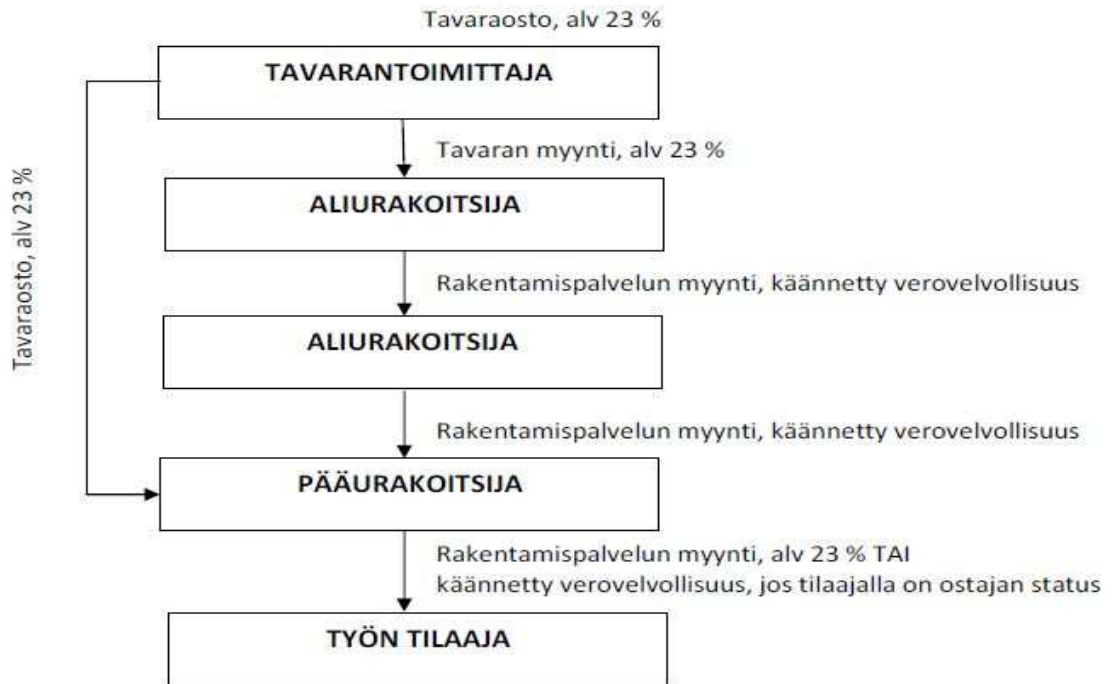 Tavaraosto, alv 23 %
TAVARANTOIMITTAJA
Tavaran myynti, alv 23 %
Tavaraosto, alv 23 %
ALIURAKOITSIJA
Rakentamispalvelun myynti, käännetty verovelvollisuus
ALIURAKOITSIJA
Rakentamispalvelun myynti, käännetty verovelvollisuus
PÄÄURAKOITSIJA
Rakentamispalvelun myynti, alv 23 % TAI
käännetty verovelvollisuus, jos tilaajalla on ostajan status
TYÖN TILAAJA